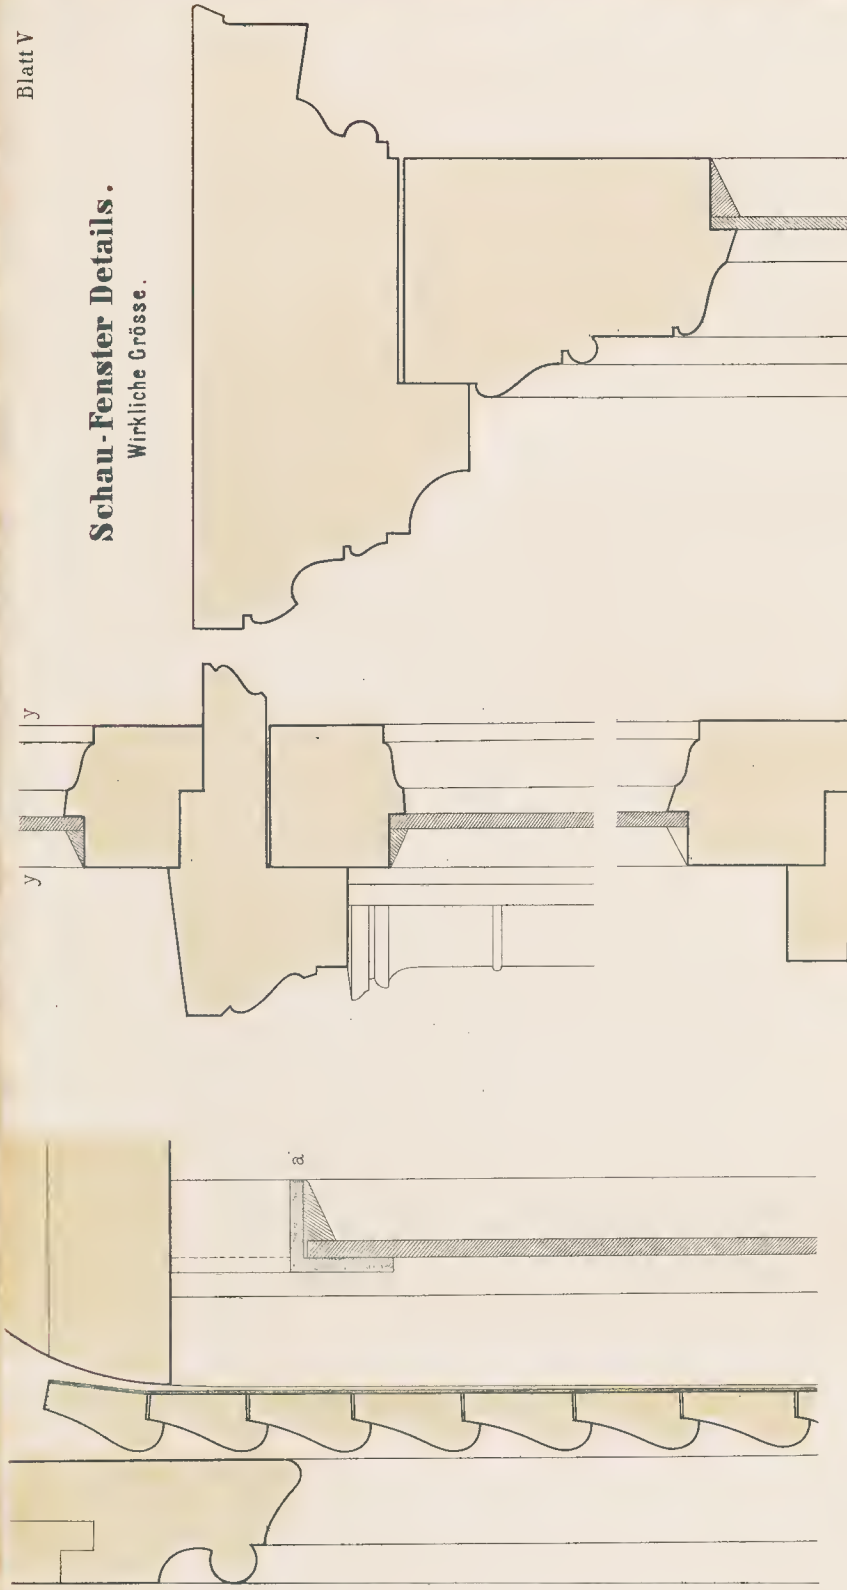 Blatt V
Schau-Fenster Details.
Wirkliche Grösse.
y
y
a